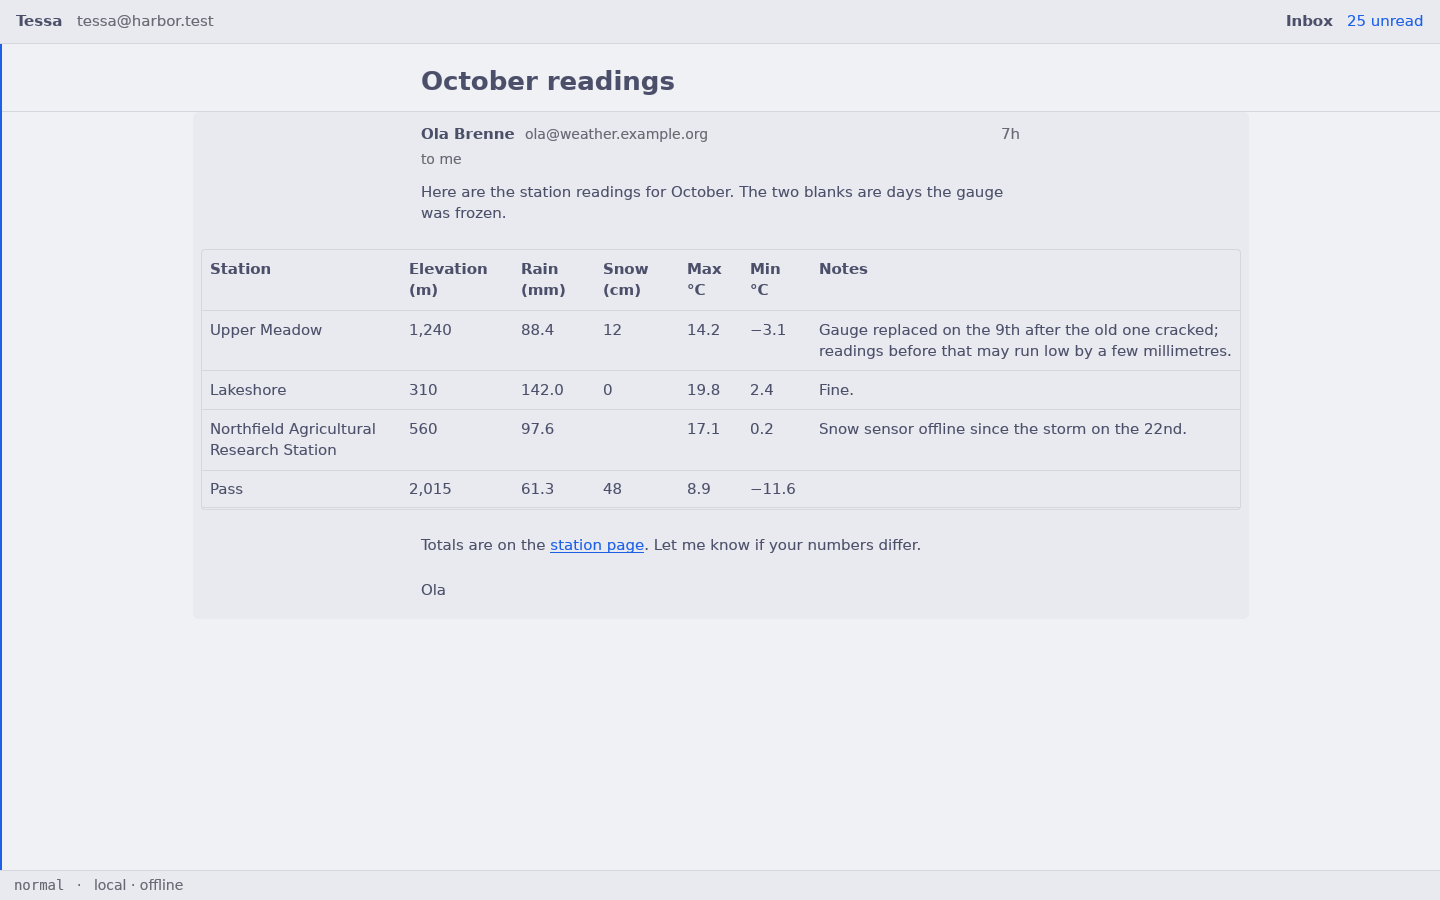 Tessa tessa@harbor.test Inbox 25 unread
October readings
Ola Brenne ola@weather.example.org 7h
to me
Here are the station readings for October. The two blanks are days the gauge
was frozen.
Station Elevation (m) Rain (mm) Snow (cm) Max °C Min °C Notes
Upper Meadow 1,240 88.4 12 14.2 −3.1 Gauge replaced on the 9th after the old one cracked;
readings before that may run low by a few millimetres.
Lakeshore 310 142.0 0 19.8 2.4 Fine.
Northfield Agricultural Research Station 560 97.6 17.1 0.2 Snow sensor offline since the storm on the 22nd.
Pass 2,015 61.3 48 8.9 −11.6
Totals are on the station page. Let me know if your numbers differ.
Ola
normal · local · offline